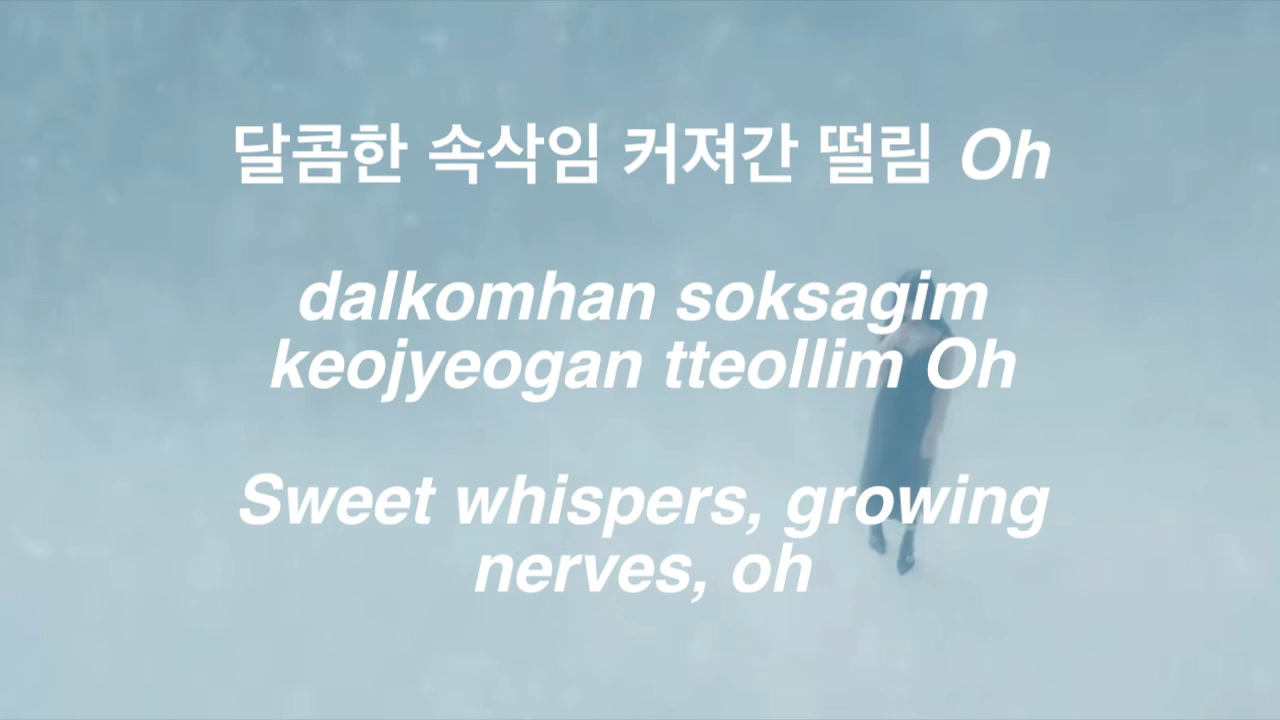 달콤한 속삭임 커져간 떨림 Oh
dalkomhan soksagim
keojyeogan tteollim Oh
Sweet whispers, growing
nerves, oh